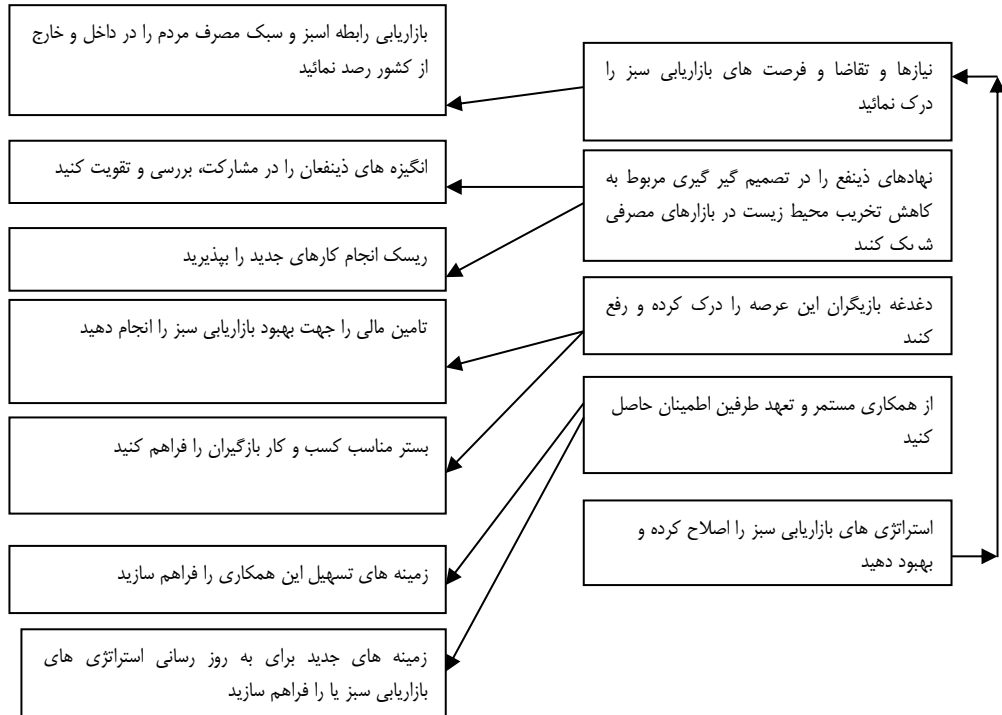 نیازها و تقاضا و فرصت های بازاریابی سبز را
درک نمائید
نهادهای ذینفع را در تصمیم گیر گیری مربوط به
کاهش تخریب محیط زیست در بازارهای مصرفی
شریک کنید
دغدغه بازیگران این عرصه را درک کرده و رفع
کنید
از همکاری مستمر و تعهد طرفین اطمینان حاصل
کنید
استراتژی های بازاریابی سبز را اصلاح کرده و
بهبود دهید
بازاریابی رابطه اسبز و سبک مصرف مردم را در داخل و خارج
از کشور رصد نمائید
انگیزه های ذینفعان را در مشارکت، بررسی و تقویت کنید
ریسک انجام کارهای جدید را بپذیرید
تامین مالی را جهت بهبود بازاریابی سبز را انجام دهید
بستر مناسب کسب و کار بازگیران را فراهم کنید
زمینه های تسهیل این همکاری را فراهم سازید
زمینه های جدید برای به روز رسانی استراتژی های
بازاریابی سبز یا را فراهم سازید